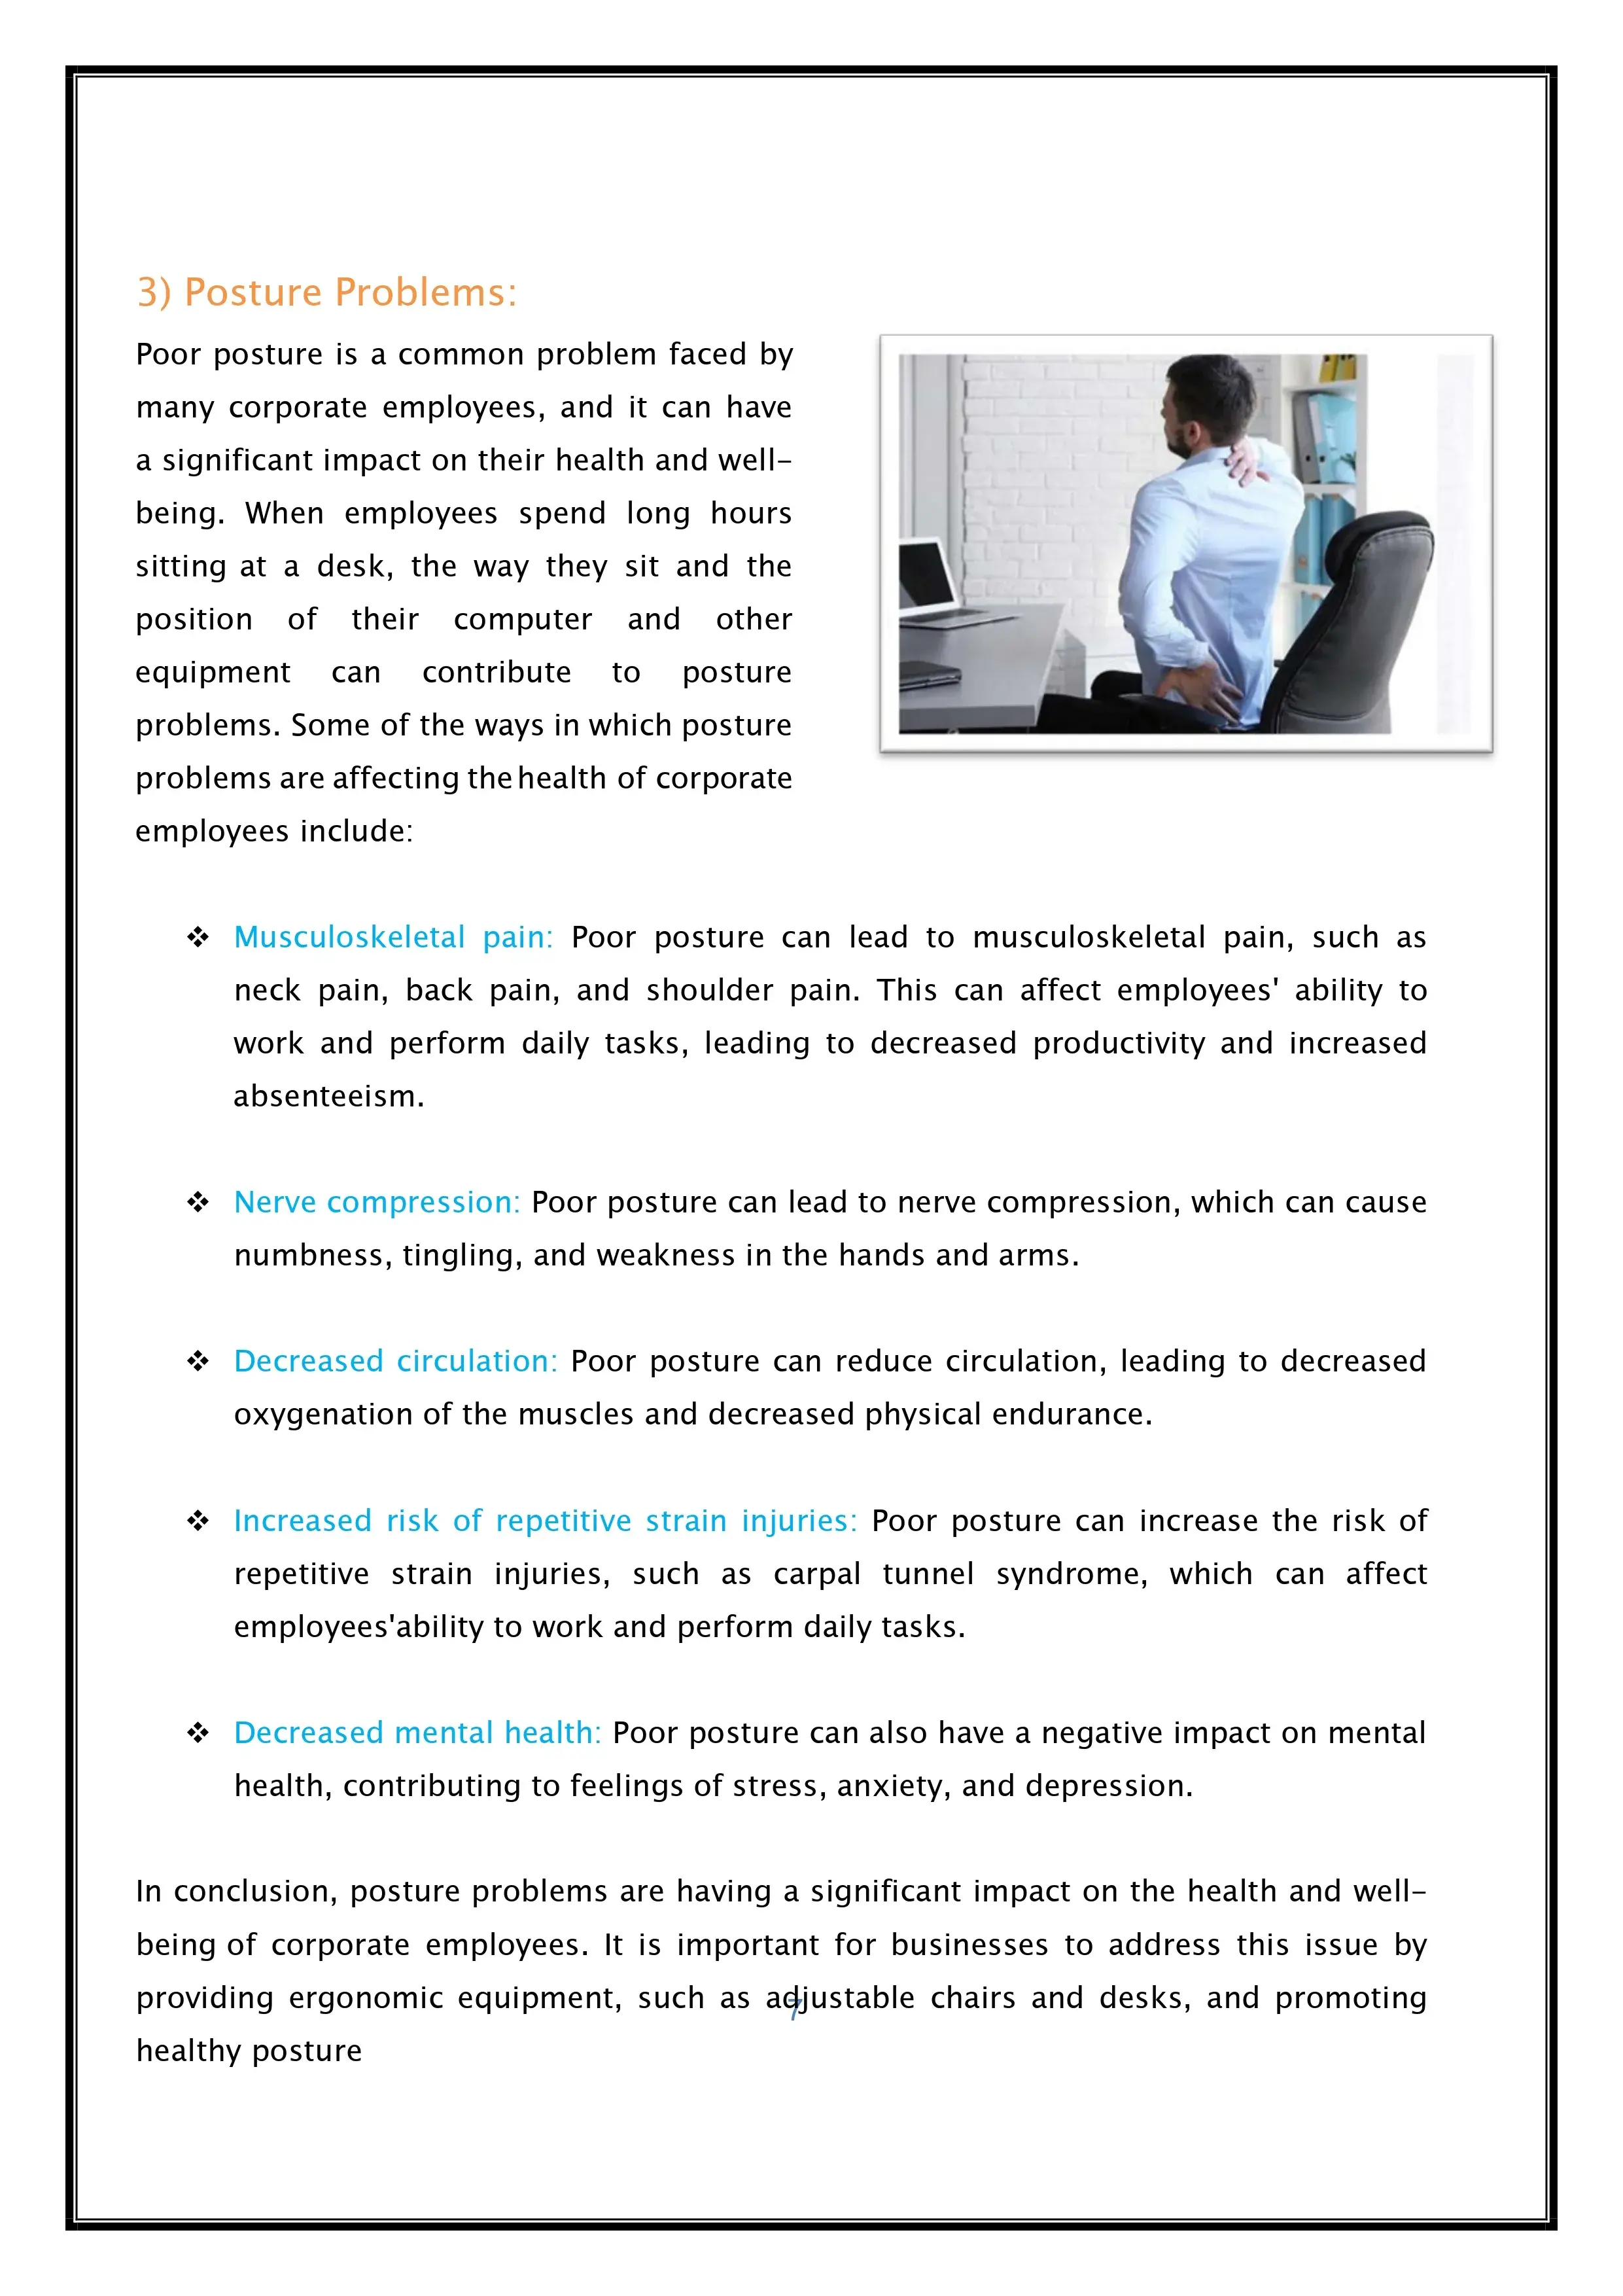 3) Posture Problems:
Poor posture is a common problem faced by
many corporate employees, and it can have
a significant impact on their health and well-
being. When employees spend long hours
sitting at a desk, the way they sit and the
position of their computer and other
equipment can contribute to posture
problems. Some of the ways in which posture
problems are affecting the health of corporate
employees include:
❖ Musculoskeletal pain: Poor posture can lead to musculoskeletal pain, such as
neck pain, back pain, and shoulder pain. This can affect employees' ability to
work and perform daily tasks, leading to decreased productivity and increased
absenteeism.
❖ Nerve compression: Poor posture can lead to nerve compression, which can cause
numbness, tingling, and weakness in the hands and arms.
❖ Decreased circulation: Poor posture can reduce circulation, leading to decreased
oxygenation of the muscles and decreased physical endurance.
❖ Increased risk of repetitive strain injuries: Poor posture can increase the risk of
repetitive strain injuries, such as carpal tunnel syndrome, which can affect
employees'ability to work and perform daily tasks.
❖ Decreased mental health: Poor posture can also have a negative impact on mental
health, contributing to feelings of stress, anxiety, and depression.
In conclusion, posture problems are having a significant impact on the health and well-
being of corporate employees. It is important for businesses to address this issue by
providing ergonomic equipment, such as adjustable chairs and desks, and promoting
healthy posture
7